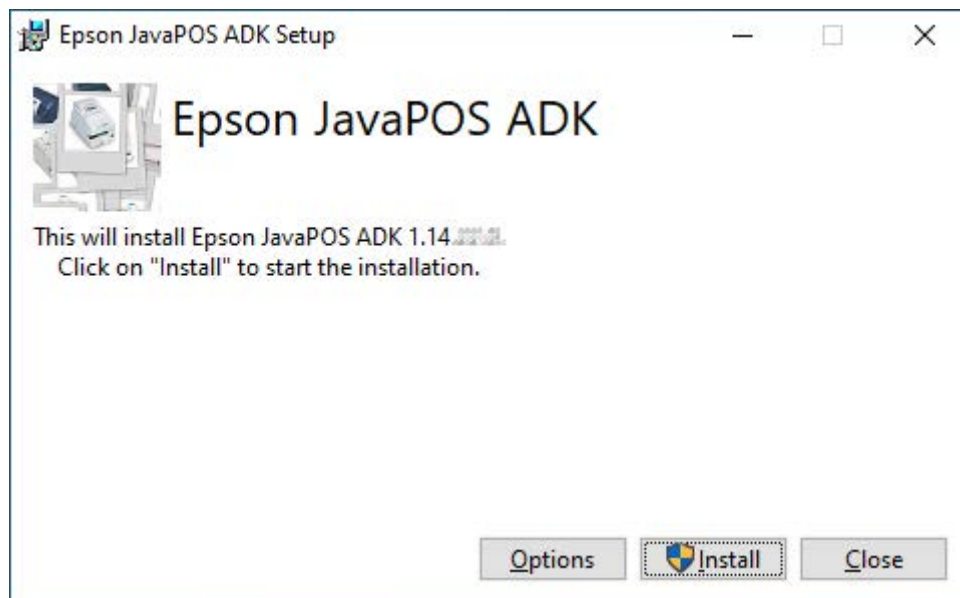 Epson JavaPOS ADK Setup
Epson JavaPOS ADK
This will install Epson JavaPOS ADK 1.14
Click on "Install" to start the installation.
Options
Install
Close